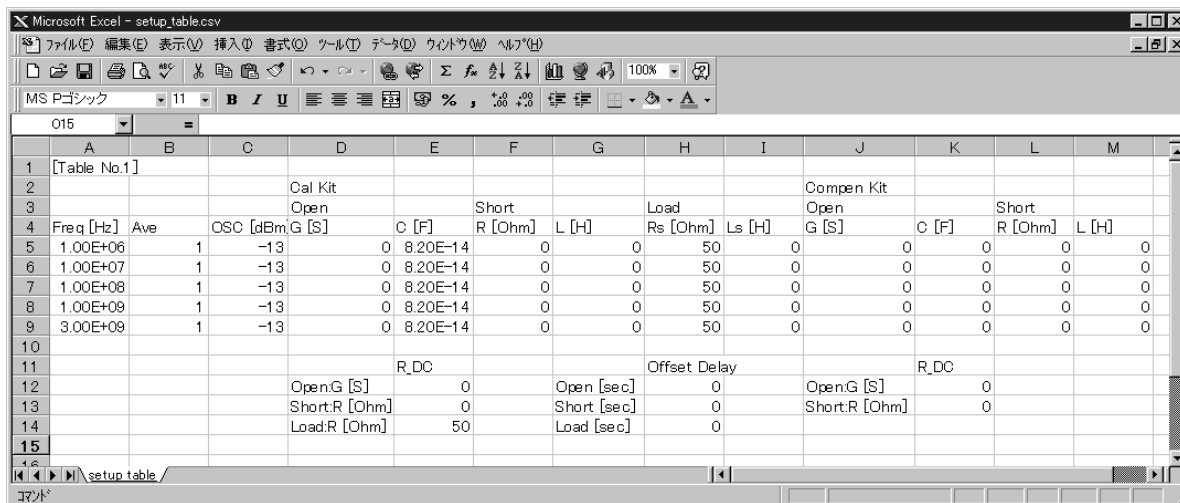 Microsoft Excel - setup_table.csv
ファイル(F) 編集(E) 表示(V) 挿入(I) 書式(O) ツール(T) データ(D) ウィンドウ(W) ヘルプ(H)
100%
MS Pゴシック 11 B I U % ,
O15 =
A B C D E F G H I J K L M
1 [Table No.1]
2 Cal Kit Compen Kit
3 Open Short Load Open Short
4 Freq [Hz] Ave OSC [dBm G [S] C [F] R [Ohm] L [H] Rs [Ohm] Ls [H] G [S] C [F] R [Ohm] L [H]
5 1.00E+06 1 -13 0 8.20E-14 0 0 50 0 0 0 0 0
6 1.00E+07 1 -13 0 8.20E-14 0 0 50 0 0 0 0 0
7 1.00E+08 1 -13 0 8.20E-14 0 0 50 0 0 0 0 0
8 1.00E+09 1 -13 0 8.20E-14 0 0 50 0 0 0 0 0
9 3.00E+09 1 -13 0 8.20E-14 0 0 50 0 0 0 0 0
10
11 R_DC Offset Delay R_DC
12 Open:G [S] 0 Open [sec] 0 Open:G [S] 0
13 Short:R [Ohm] 0 Short [sec] 0 Short:R [Ohm] 0
14 Load:R [Ohm] 50 Load [sec] 0
15
16
setup table
コマンド